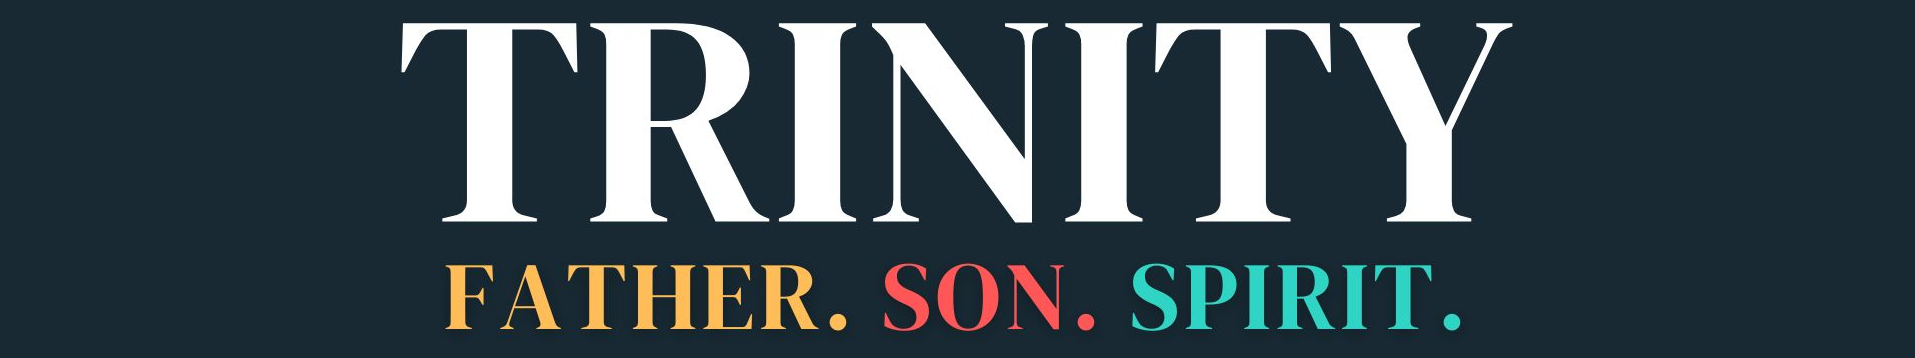 TRINITY
FATHER. SON. SPIRIT.